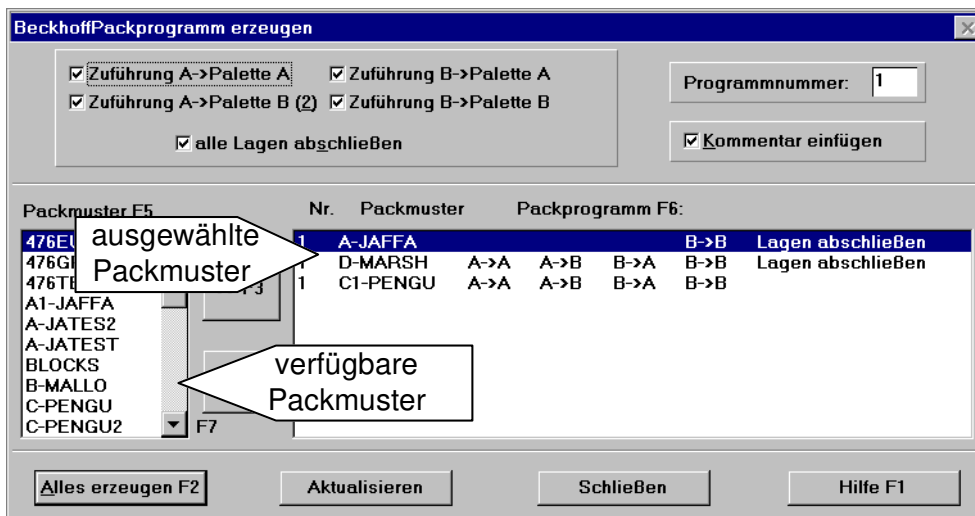 BeckhoffPackprogramm erzeugen
Zuführung A->Palette A
Zuführung B->Palette A
Programmnummer: 1
Zuführung A->Palette B (2)
Zuführung B->Palette B
alle Lagen abschließen
Kommentar einfügen
Packmuster F5
Nr. Packmuster Packprogramm F6:
ausgewählte
Packmuster
1 A-JAFFA B->B Lagen abschließen
D-MARSH A->A A->B B->A B->B Lagen abschließen
1 C1-PENGU A->A A->B B->A B->B
F3
A1-JAFFA
A-JATES2
A-JATEST
BLOCKS
B-MALLO
C-PENGU
C-PENGU2
verfügbare
Packmuster
F7
Alles erzeugen F2
Aktualisieren
Schließen
Hilfe F1